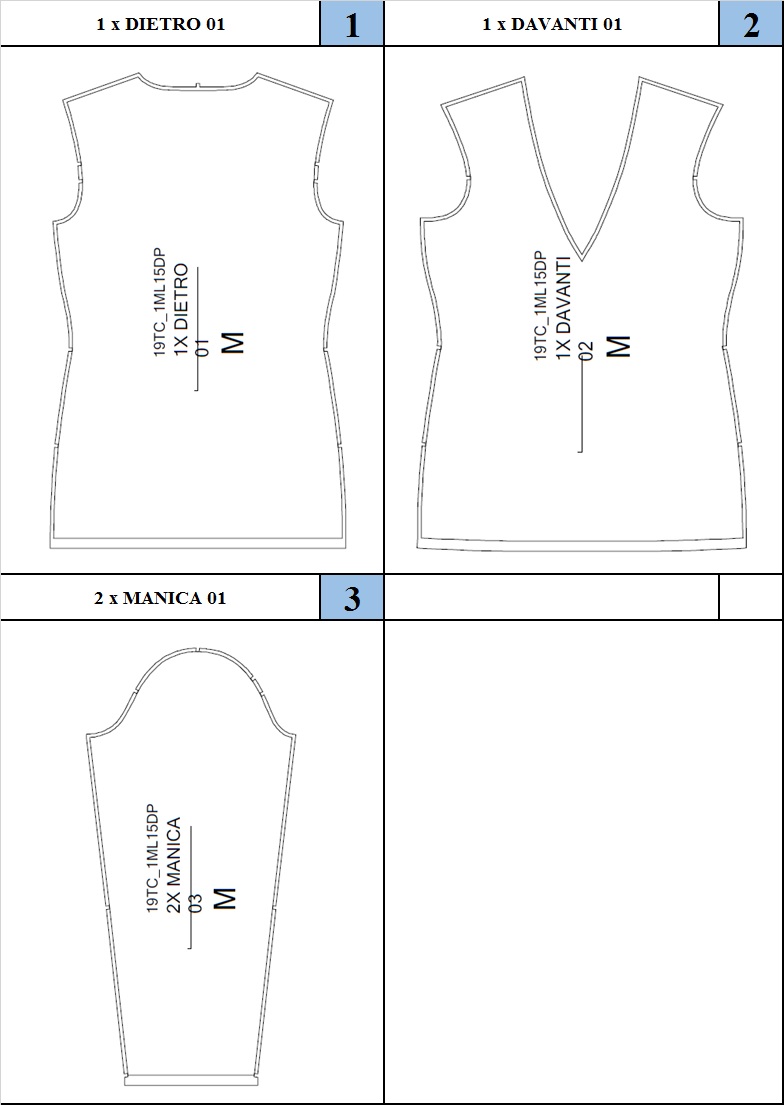 1 x DIETRO 01
1
1 x DAVANTI 01
2
19TC_1ML15DP
1X DIETRO
01
M
19TC_1ML15DP
1X DAVANTI
02
M
2 x MANICA 01
3
19TC_1ML15DP
2X MANICA
03
M